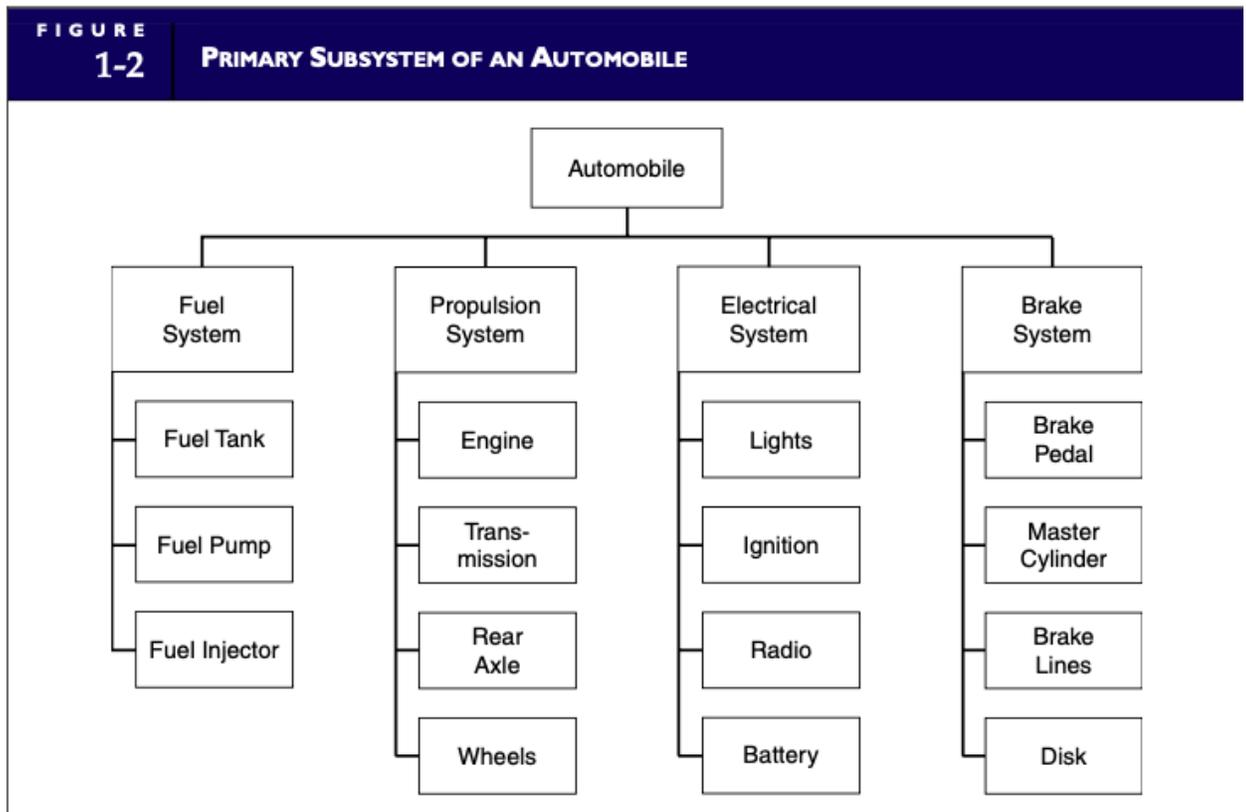 FIGURE
1-2
PRIMARY SUBSYSTEM OF AN AUTOMOBILE
Automobile
Fuel
System
Propulsion
System
Electrical
System
Brake
System
Fuel Tank
Engine
Lights
Brake
Pedal
Fuel Pump
Trans-
mission
Ignition
Master
Cylinder
Fuel Injector
Rear
Axle
Radio
Brake
Lines
Wheels
Battery
Disk